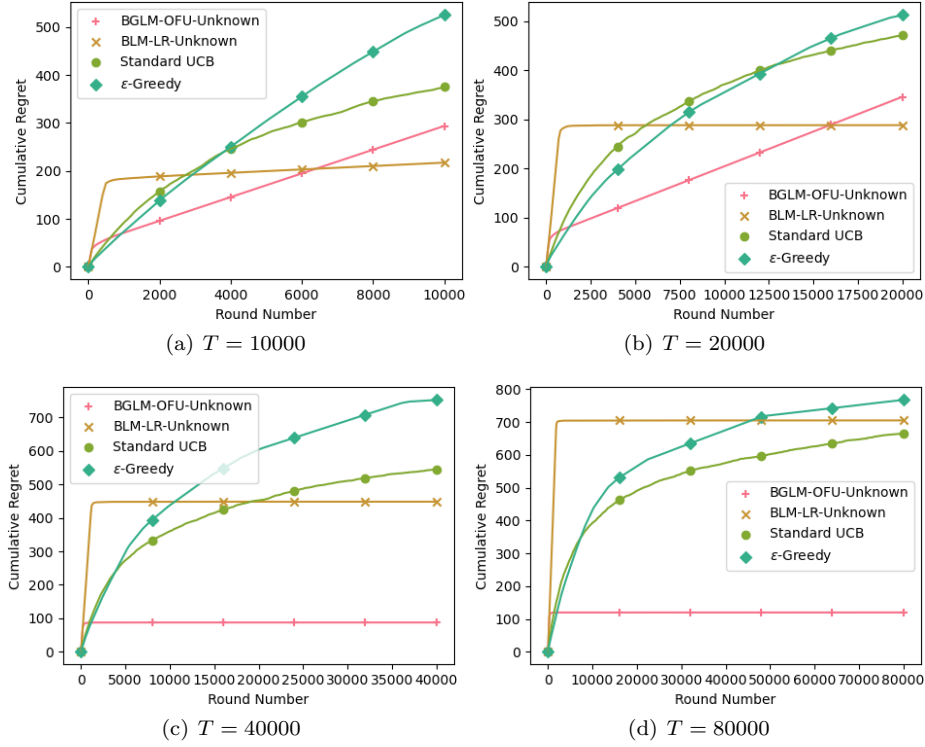 BGLM-OFU-Unknown
BLM-LR-Unknown
Standard UCB
ε-Greedy
500
400
300
200
100
0
Cumulative Regret
0 2000 4000 6000 8000 10000
Round Number
(a) T = 10000
500
400
300
200
100
0
Cumulative Regret
BGLM-OFU-Unknown
BLM-LR-Unknown
Standard UCB
ε-Greedy
0 2500 5000 7500 10000 12500 15000 17500 20000
Round Number
(b) T = 20000
BGLM-OFU-Unknown
BLM-LR-Unknown
Standard UCB
ε-Greedy
700
600
500
400
300
200
100
0
Cumulative Regret
0 5000 10000 15000 20000 25000 30000 35000 40000
Round Number
(c) T = 40000
800
700
600
500
400
300
200
100
0
Cumulative Regret
BGLM-OFU-Unknown
BLM-LR-Unknown
Standard UCB
ε-Greedy
0 10000 20000 30000 40000 50000 60000 70000 80000
Round Number
(d) T = 80000